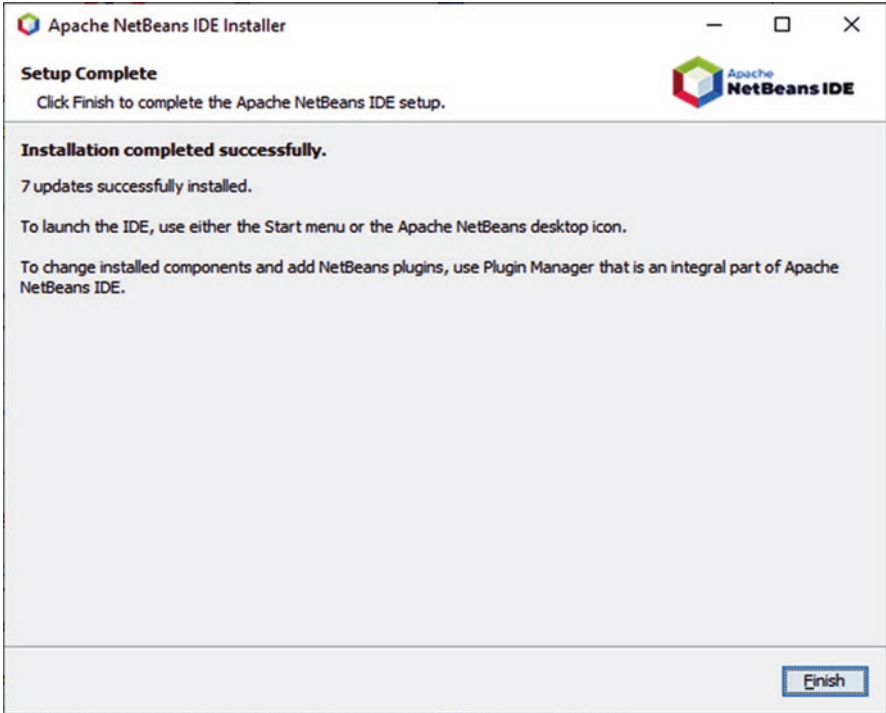 Apache NetBeans IDE Installer
Setup Complete
Click Finish to complete the Apache NetBeans IDE setup.
Apache
NetBeans IDE
Installation completed successfully.
7 updates successfully installed.
To launch the IDE, use either the Start menu or the Apache NetBeans desktop icon.
To change installed components and add NetBeans plugins, use Plugin Manager that is an integral part of Apache
NetBeans IDE.
Finish